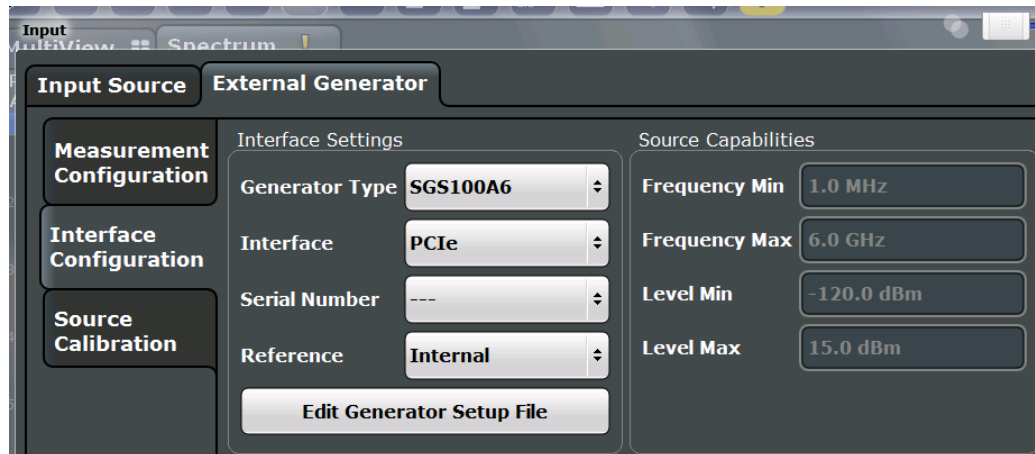 Input
MultiView Spectrum
Input Source External Generator
Measurement
Configuration
Interface
Configuration
Source
Calibration
Interface Settings
Generator Type SGS100A6
Interface PCIe
Serial Number ---
Reference Internal
Edit Generator Setup File
Source Capabilities
Frequency Min 1.0 MHz
Frequency Max 6.0 GHz
Level Min -120.0 dBm
Level Max 15.0 dBm